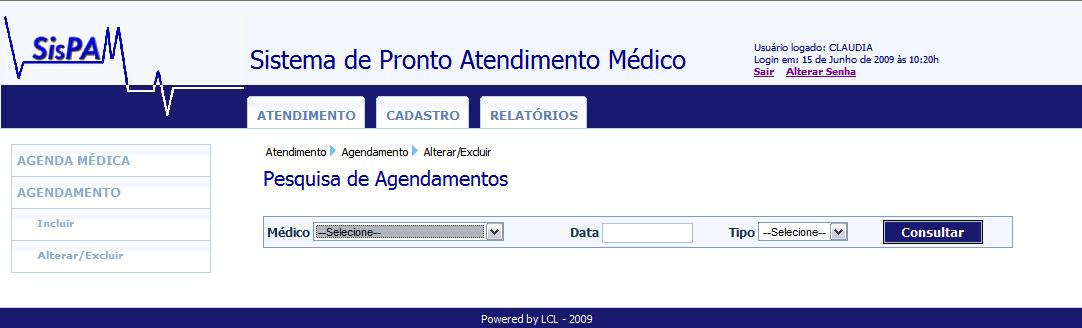 SisPA
Sistema de Pronto Atendimento Médico
Usuário logado: CLAUDIA
Login em: 15 de Junho de 2009 às 10:20h
Sair Alterar Senha
ATENDIMENTO CADASTRO RELATÓRIOS
AGENDA MÉDICA
AGENDAMENTO
Incluir
Alterar/Excluir
Atendimento Agendamento Alterar/Excluir
Pesquisa de Agendamentos
Médico --Selecione-- Data Tipo --Selecione-- Consultar
Powered by LCL - 2009